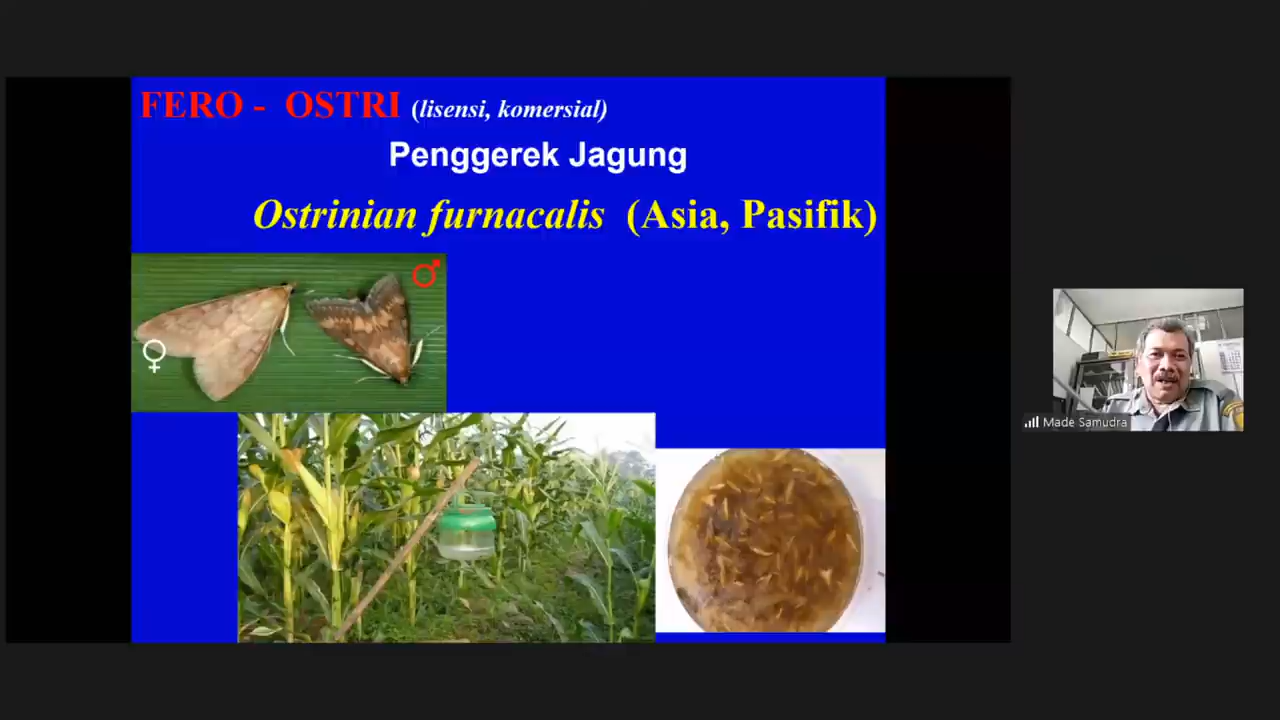 FERO - OSTRI (lisensi, komersial)
Penggerek Jagung
Ostrinian furnacalis (Asia, Pasifik)
Made Samudra